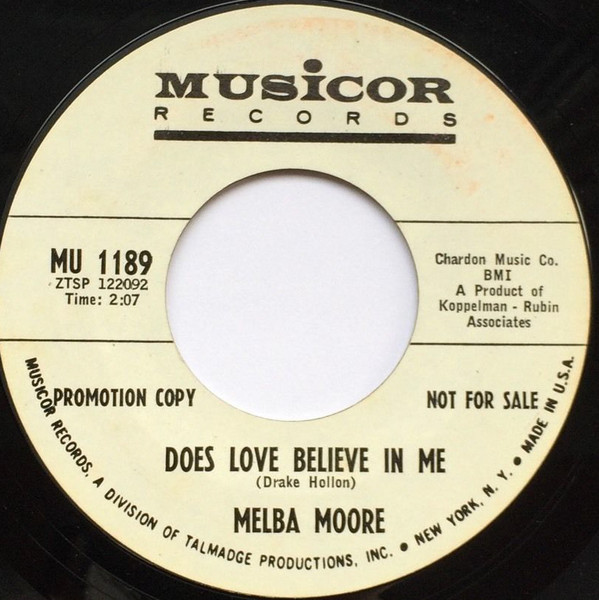 MUSICOR
RECORDS
MU 1189
ZTSP 122092
Time: 2:07
Chardon Music Co.
BMI
A Product of
Koppelman - Rubin
Associates
PROMOTION COPY
NOT FOR SALE
DOES LOVE BELIEVE IN ME
(Drake Hollon)
MELBA MOORE
MUSICOR RECORDS, A DIVISION OF TALMADGE PRODUCTIONS, INC. • NEW YORK, N. Y. • MADE IN U.S.A.